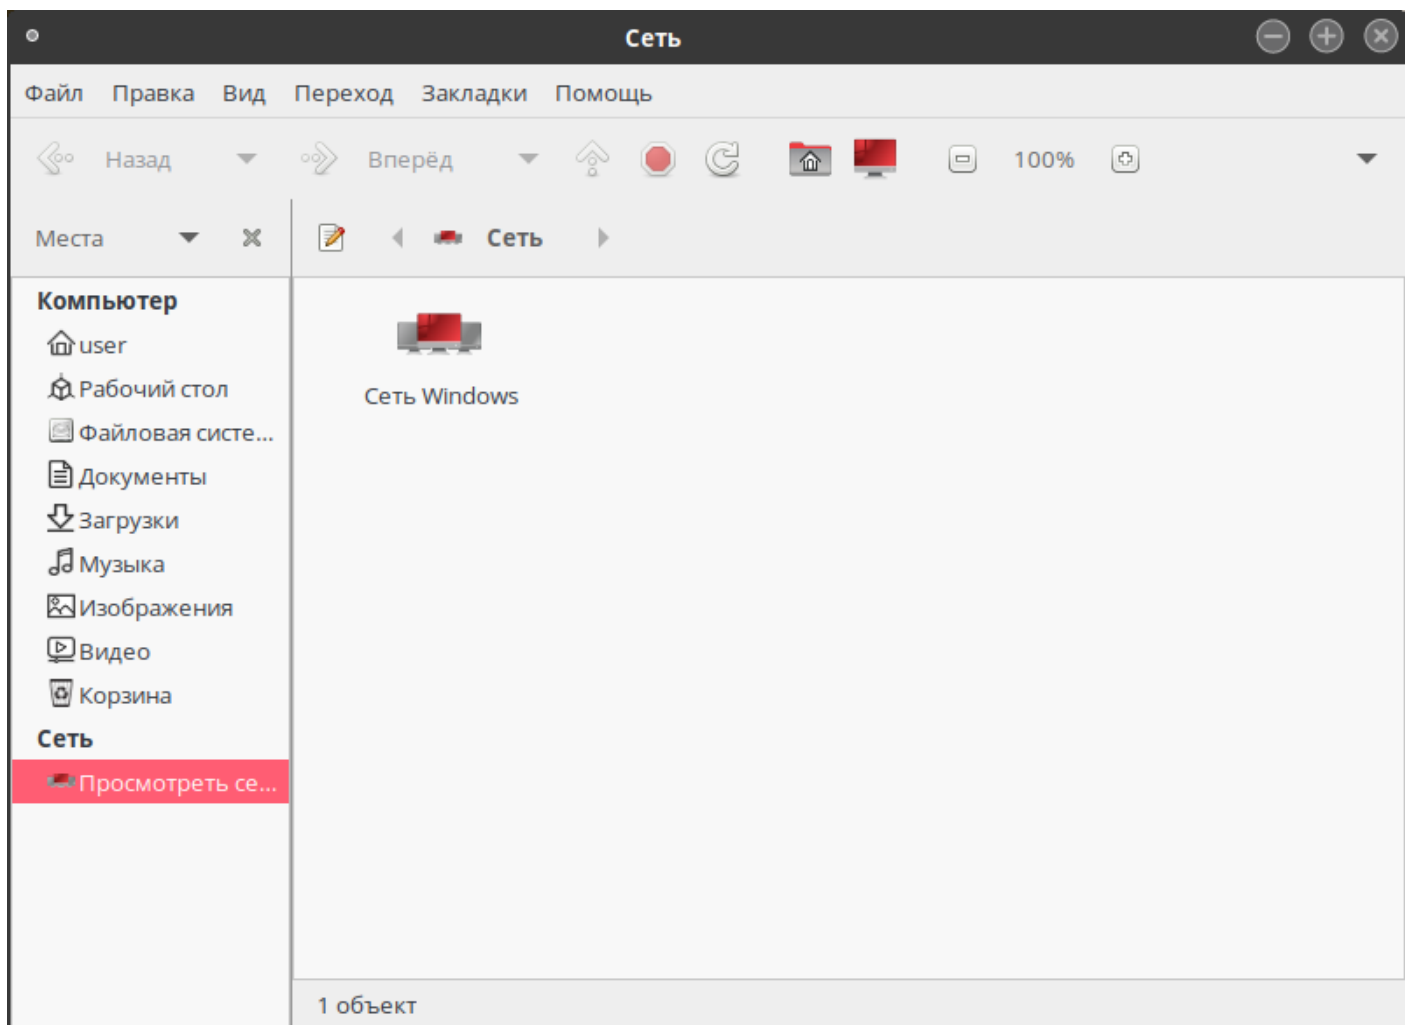 Сеть
Файл Правка Вид Переход Закладки Помощь
Назад Вперёд 100%
Места Сеть
Компьютер
user
Рабочий стол
Файловая систе...
Документы
Загрузки
Музыка
Изображения
Видео
Корзина
Сеть
Просмотреть се...
Сеть Windows
1 объект